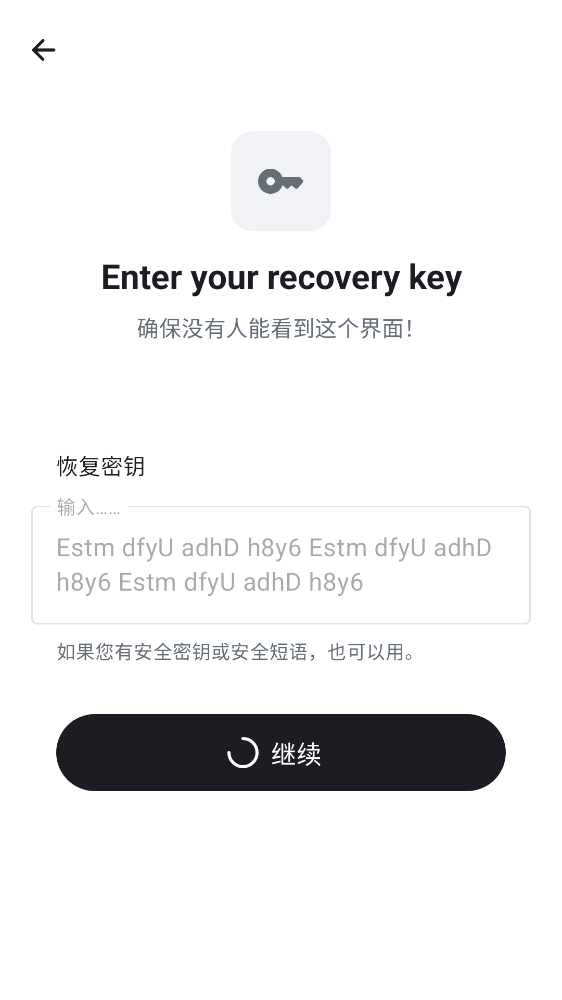 Enter your recovery key
确保没有人能看到这个界面！
恢复密钥
输入……
Estm dfyU adhD h8y6 Estm dfyU adhD
h8y6 Estm dfyU adhD h8y6
如果您有安全密钥或安全短语，也可以用。
继续